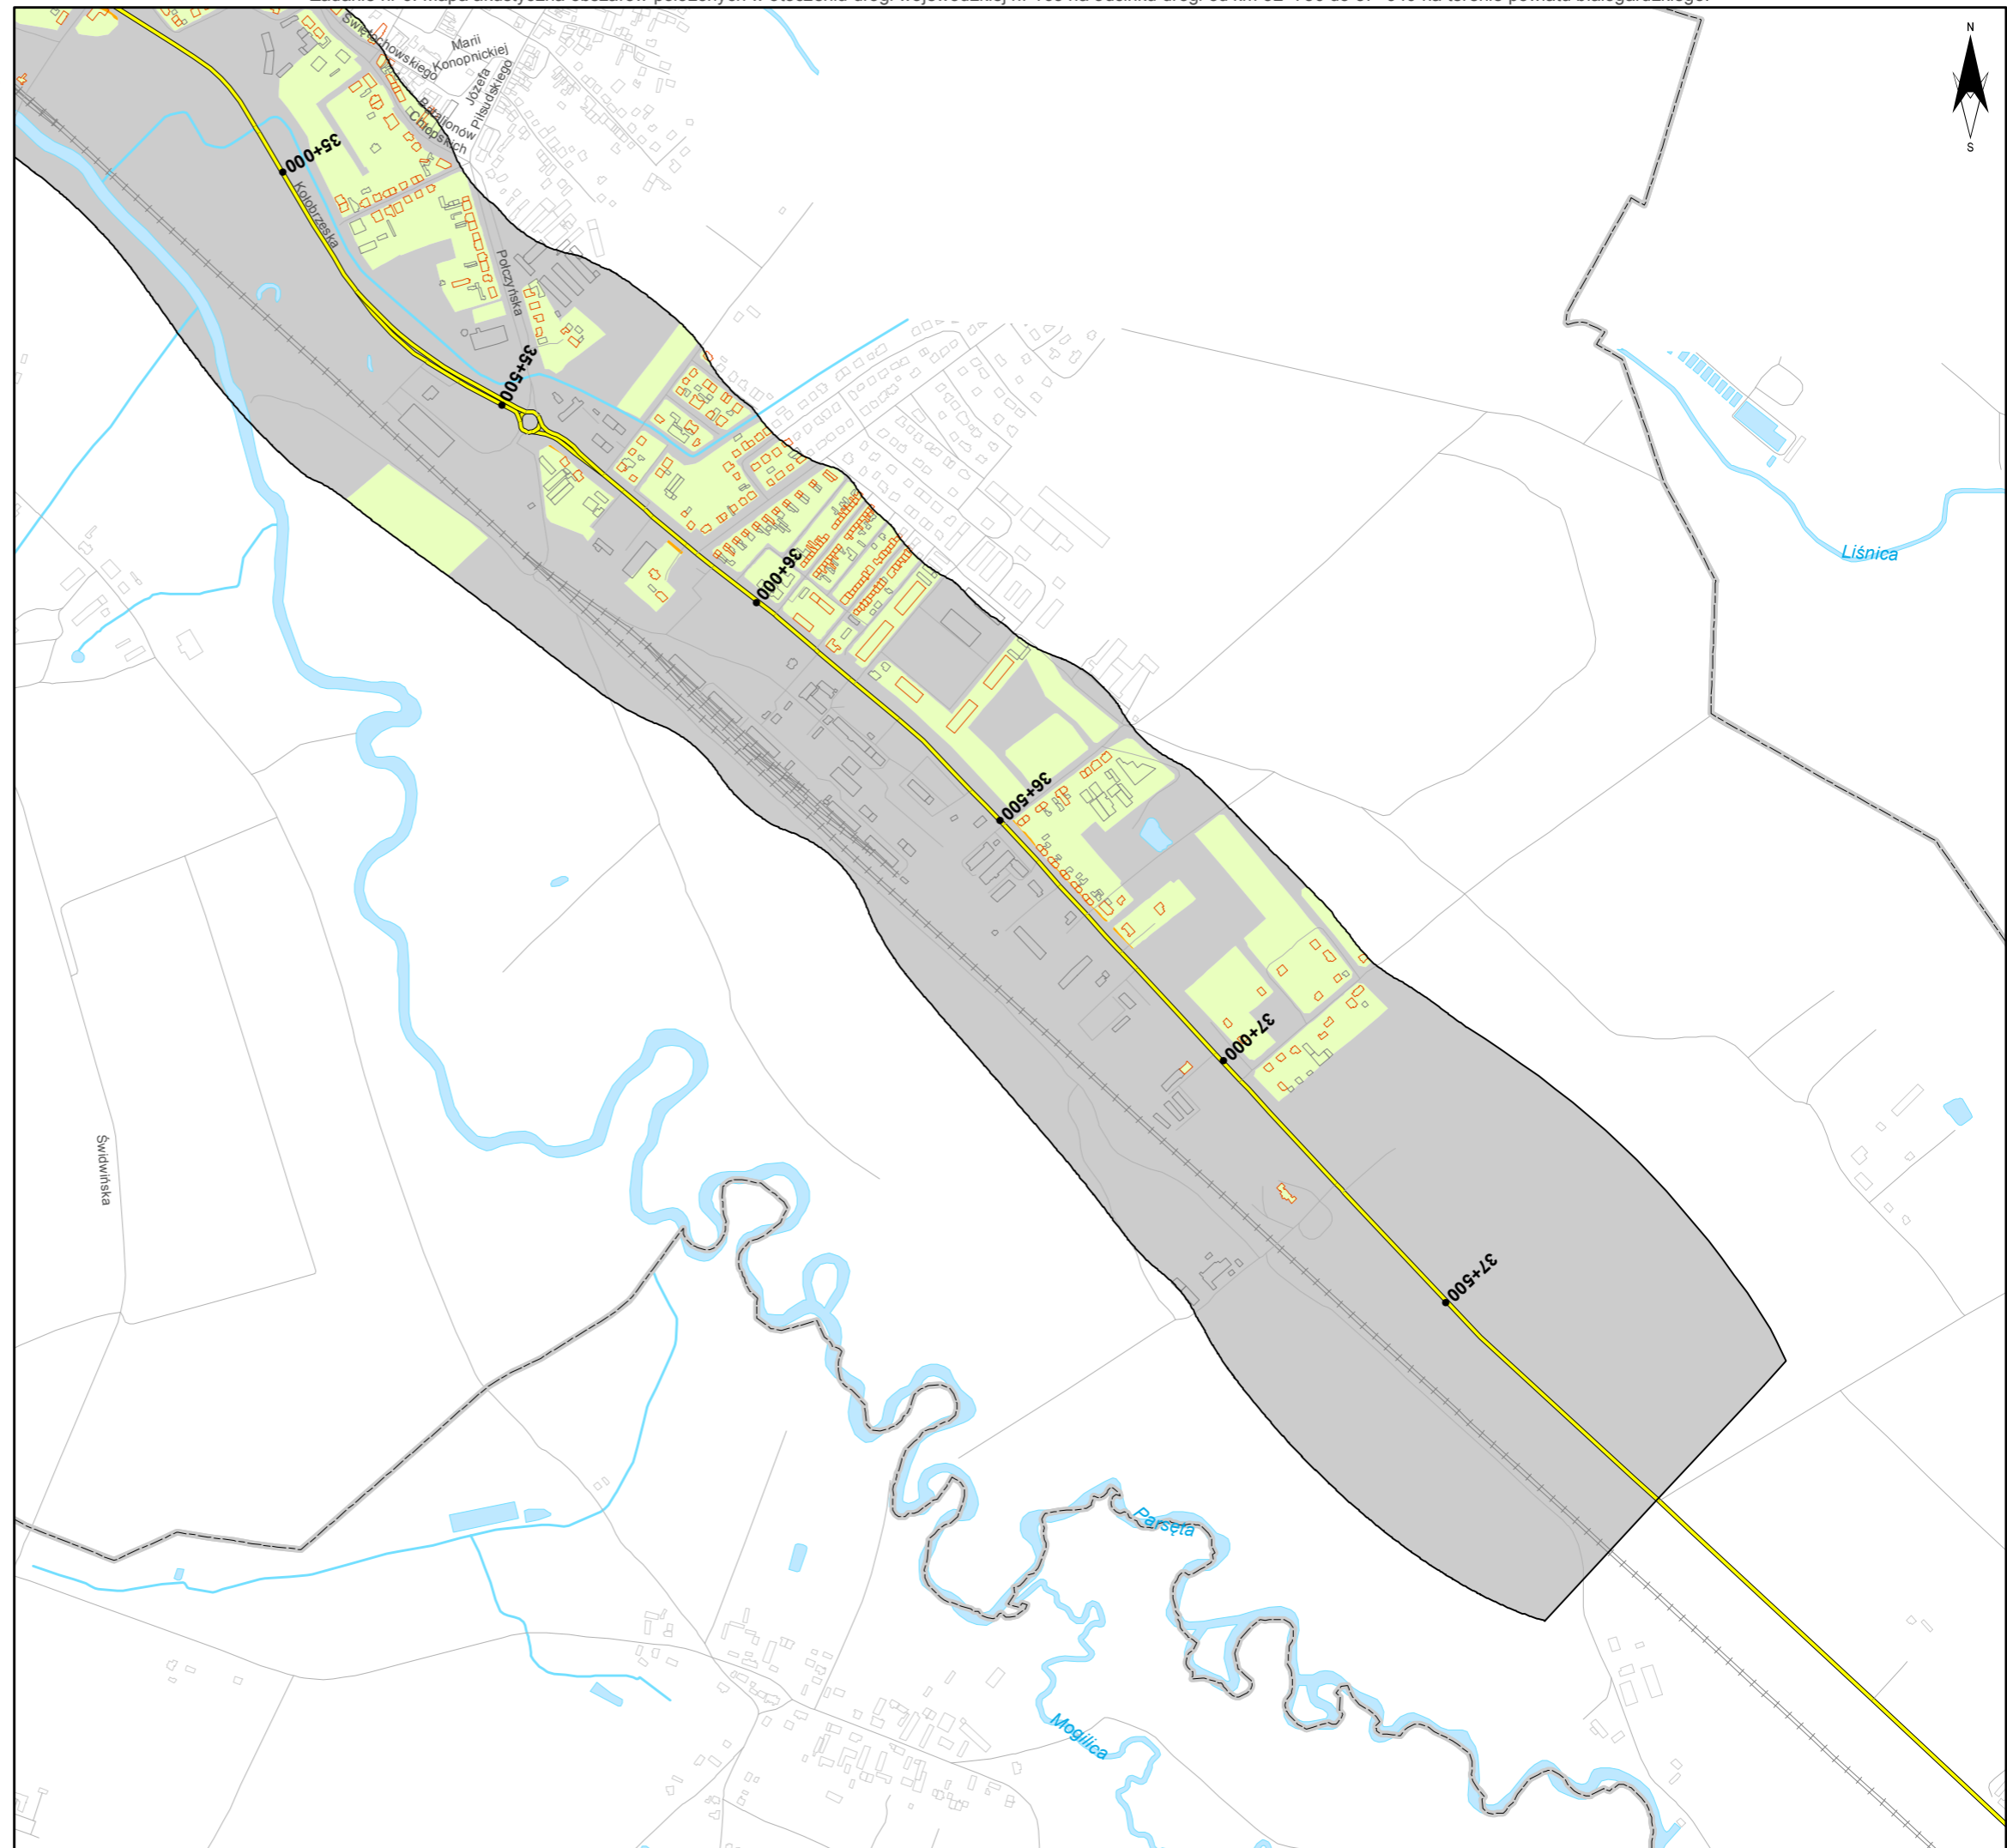 N
S
Świętochowskiego
Marii
Konopnickiej
Józefa
Piłsudskiego
Batalionów
Chłopskich
35+000
Kołobrzeska
Połczyńska
35+500
36+000
36+500
37+000
37+500
Liśnica
Świdwińska
Parsęta
Mogilica